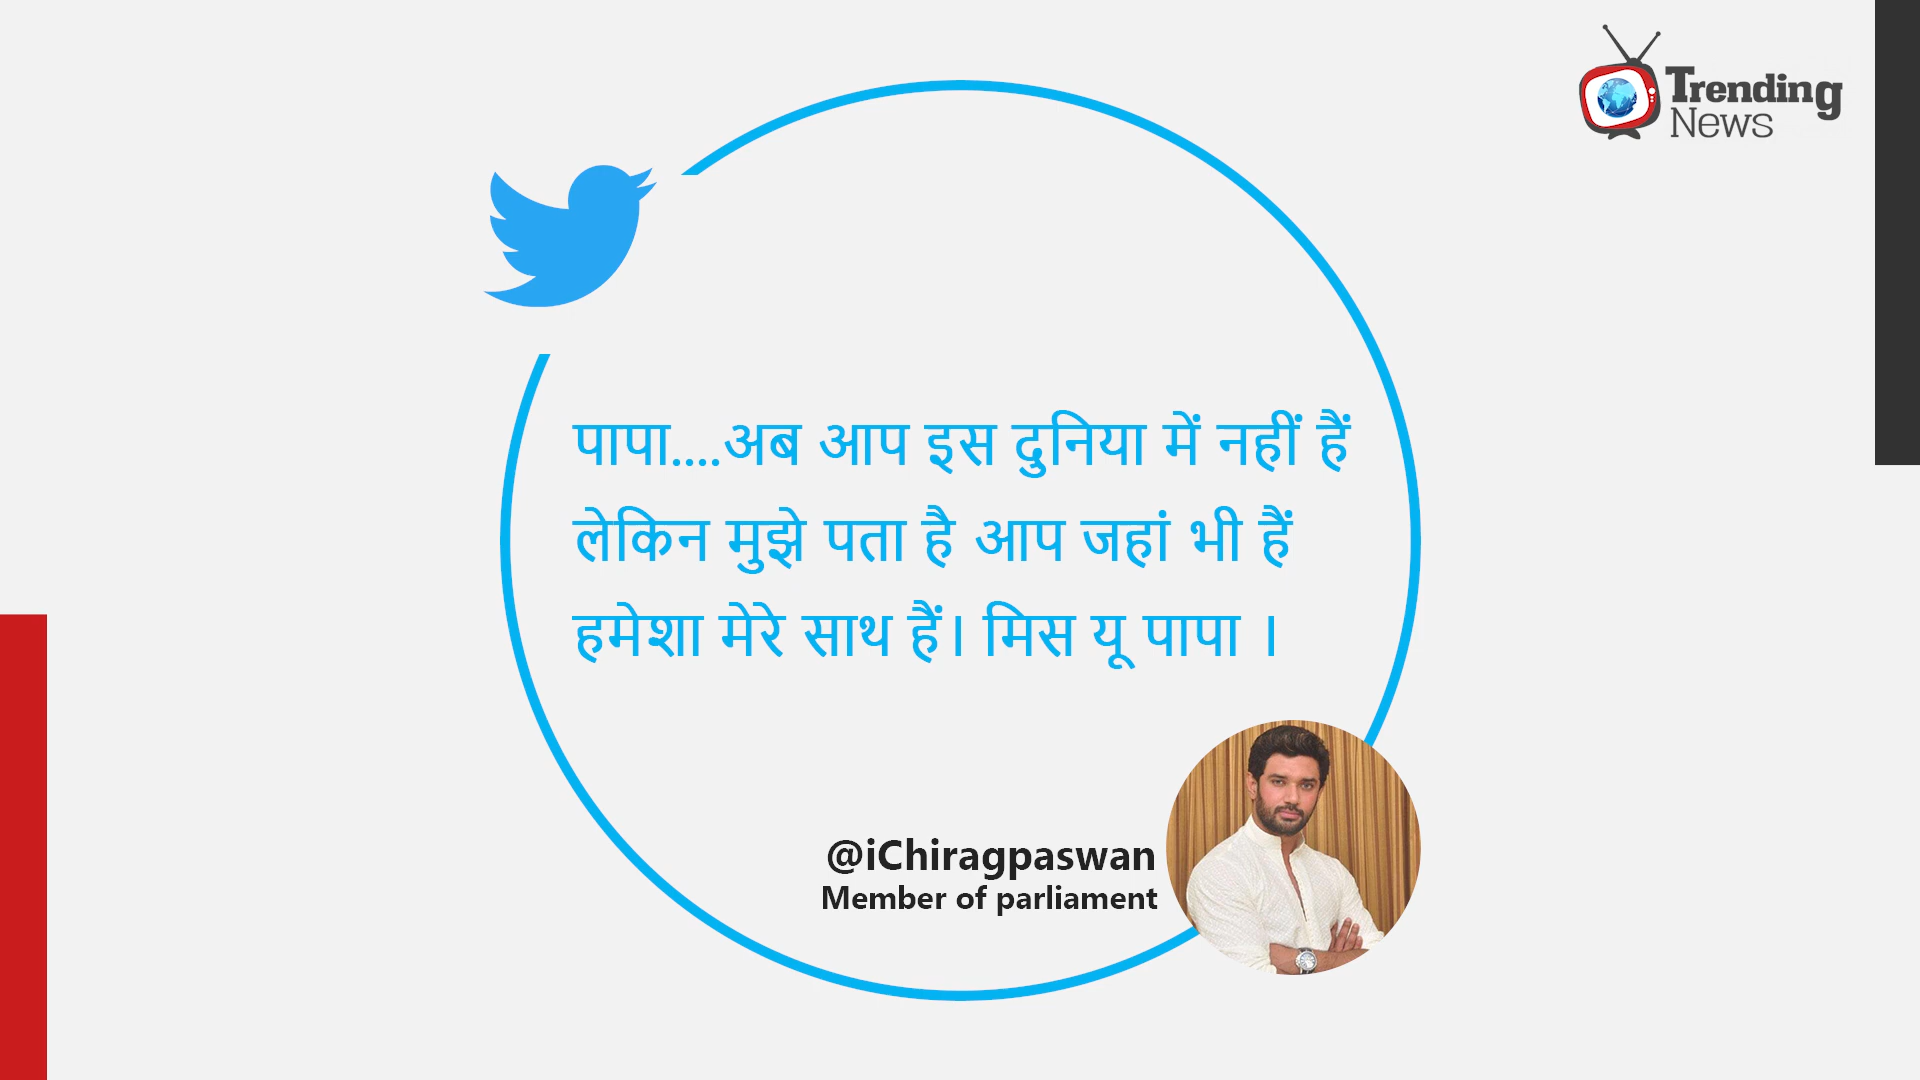 Trending
News
पापा....अब आप इस दुनिया में नहीं हैं
लेकिन मुझे पता है आप जहां भी हैं
हमेशा मेरे साथ हैं। मिस यू पापा ।
@iChiragpaswan
Member of parliament